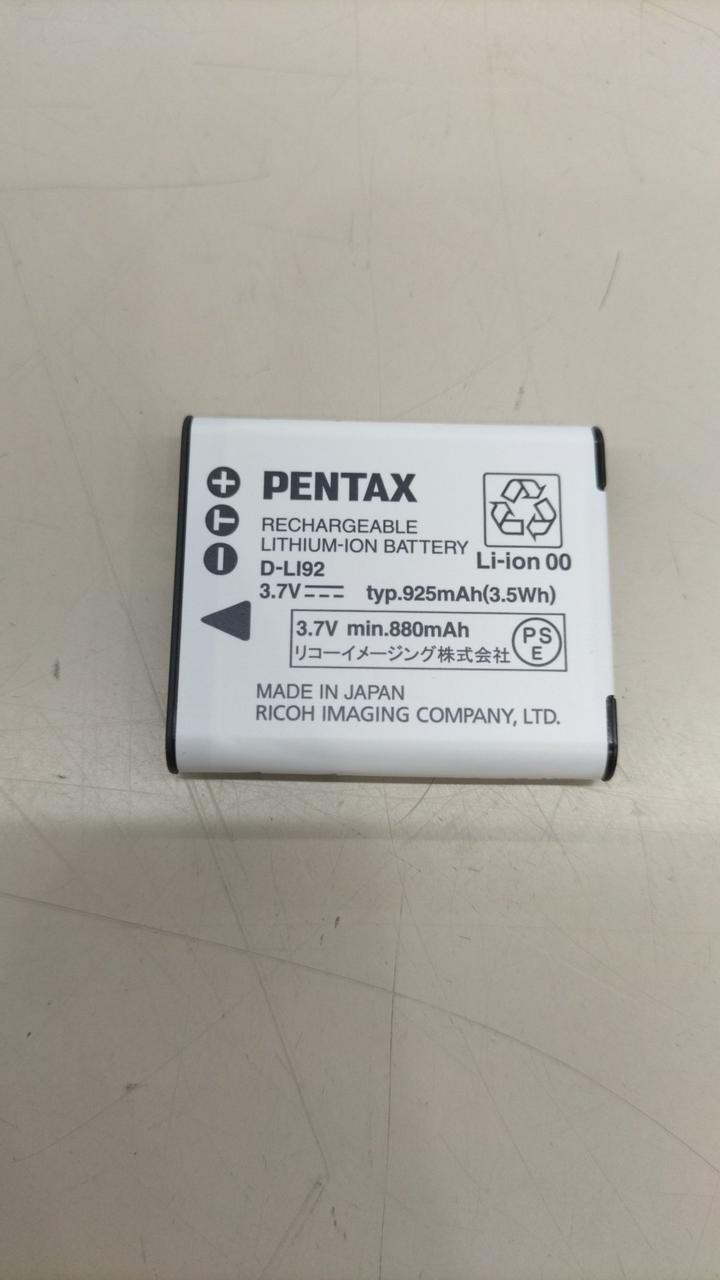 PENTAX
RECHARGEABLE
LITHIUM-ION BATTERY
Li-ion 00
D-LI92
3.7V typ.925mAh(3.5Wh)
3.7V min.880mAh
リコーイメージング株式会社
PS
E
MADE IN JAPAN
RICOH IMAGING COMPANY, LTD.